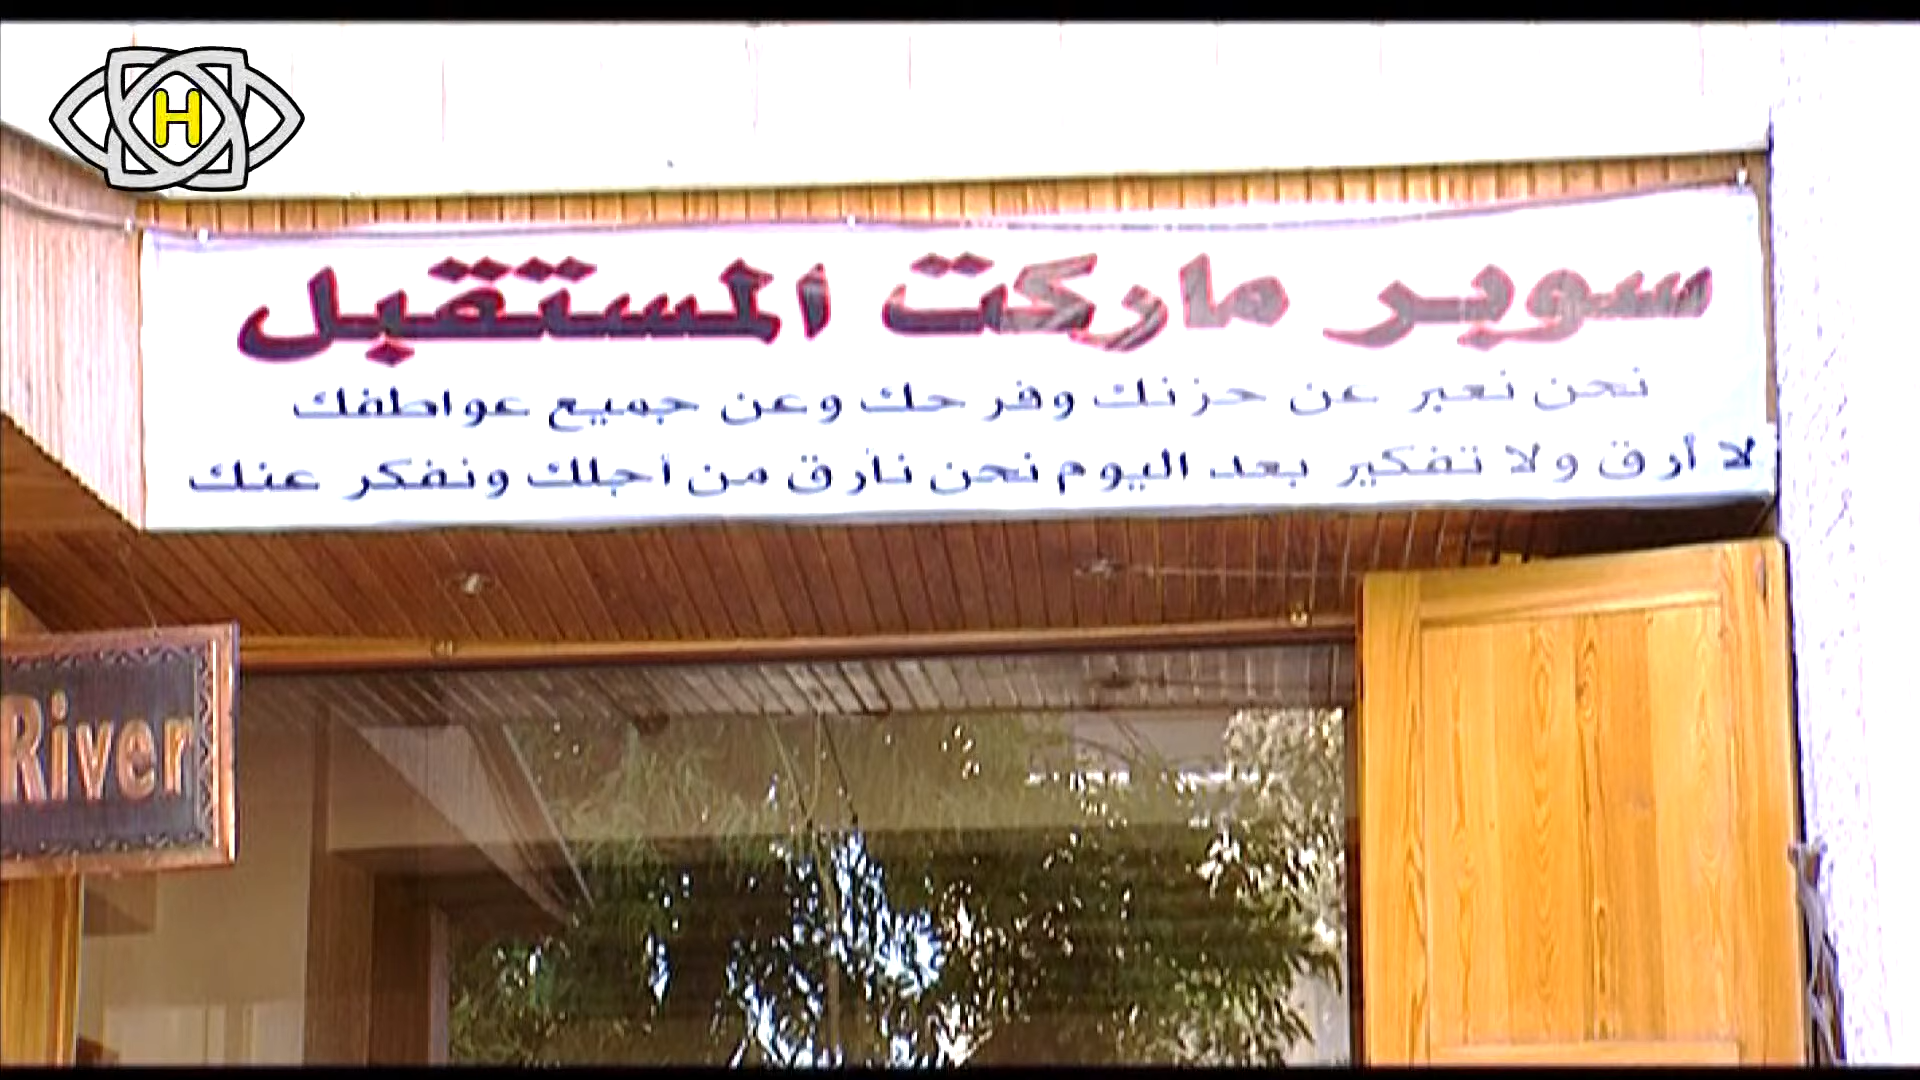 H
سوبر ماركت المستقبل
نحن نعبر عن حزنك وفرحك وعن جميع عواطفك
لا أرق ولا تفكير بعد اليوم نحن نأرق من أجلك ونفكر عنك
River